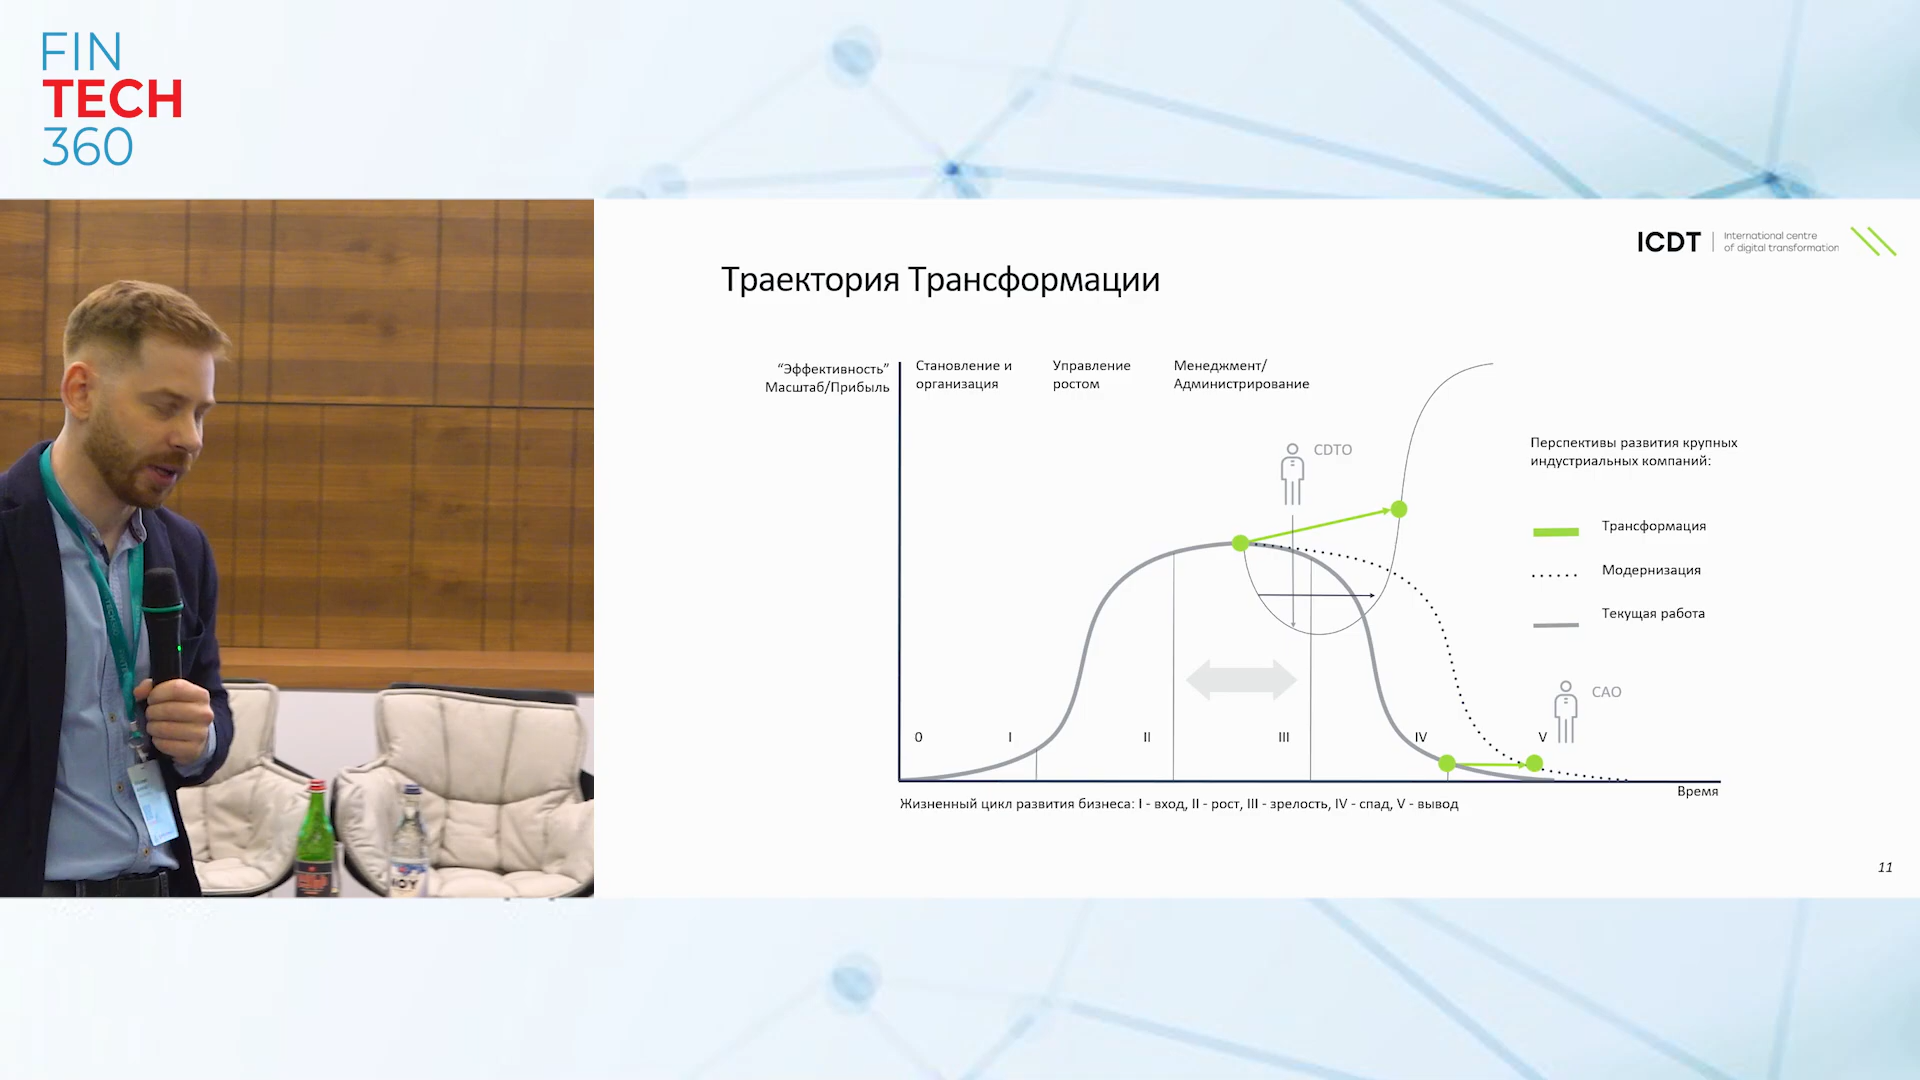 FIN
TECH
360
ICDT
International centre
of digital transformation
Траектория Трансформации
“Эффективность”
Масштаб/Прибыль
Становление и
организация
Управление
ростом
Менеджмент/
Администрирование
CDTO
Перспективы развития крупных
индустриальных компаний:
Трансформация
Модернизация
Текущая работа
CAO
0
I
II
III
IV
V
Время
Жизненный цикл развития бизнеса: I - вход, II - рост, III - зрелость, IV - спад, V - вывод
11